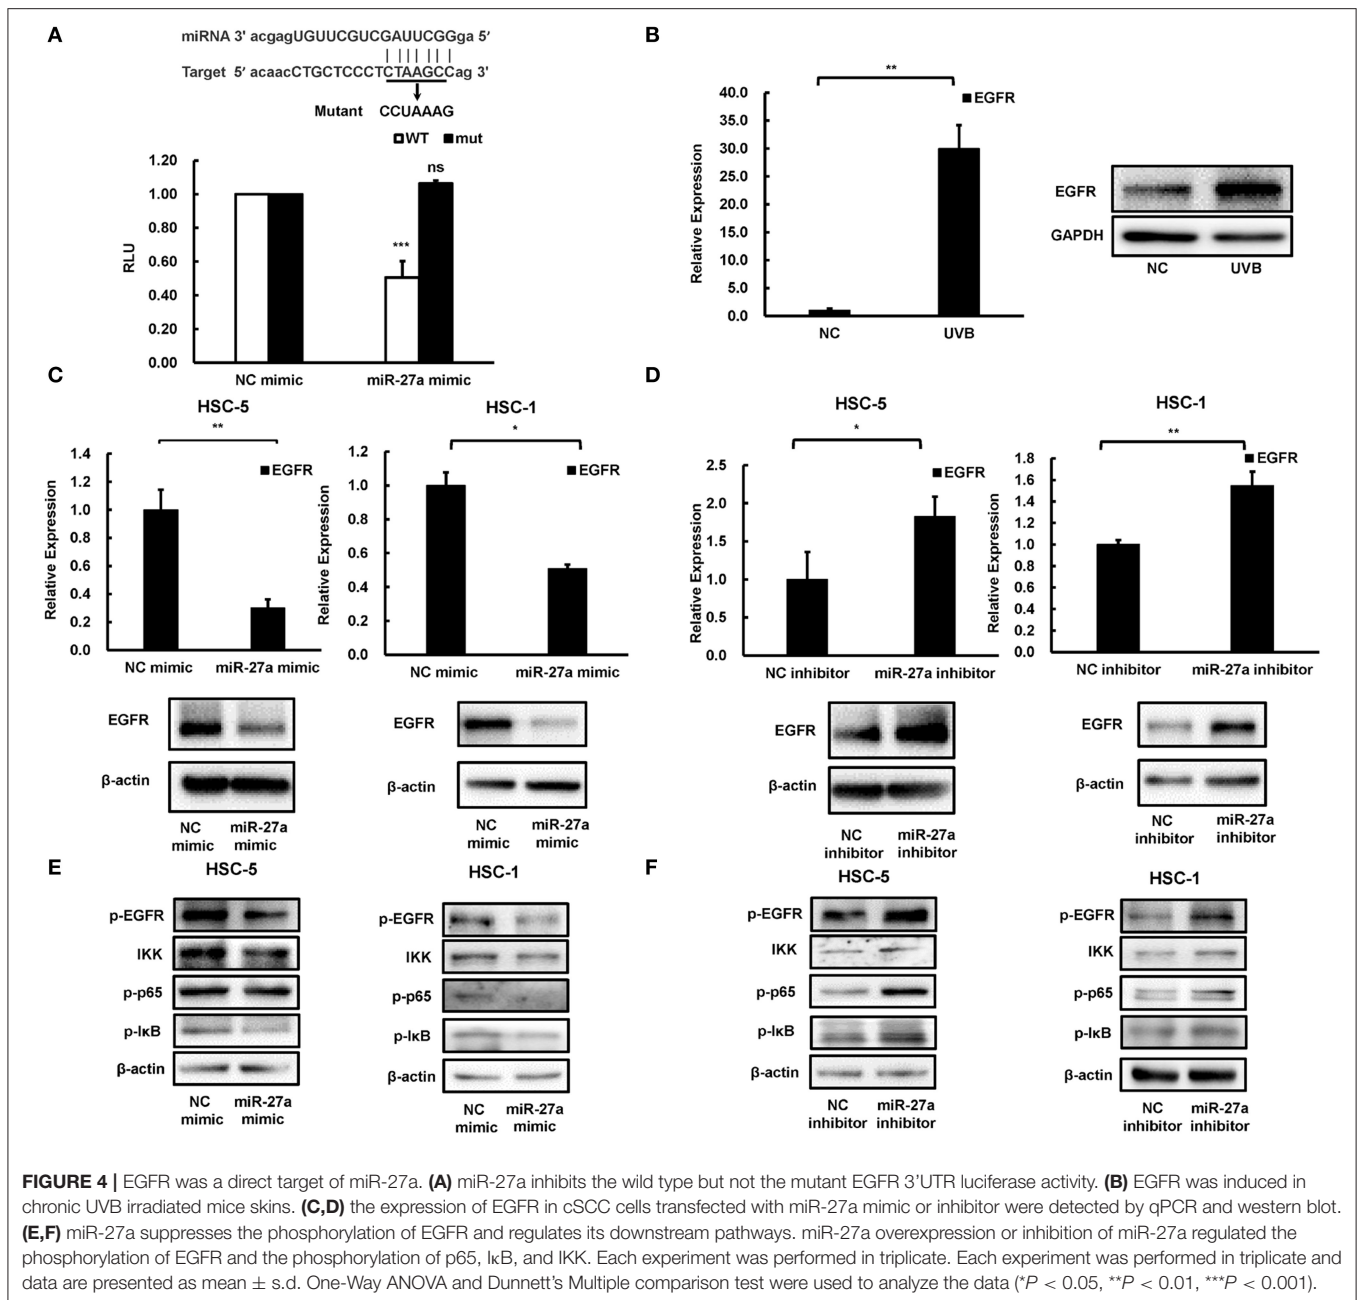 A
miRNA 3' acgagUGUUCGUCGAUUCGGga 5'
Target 5' acaacCTGCTCCCTCTAAGCCag 3'
Mutant CCUAAAG
WT mut
1.20
1.00
0.80
0.60
0.40
0.20
0.00
RLU
***
ns
NC mimic miR-27a mimic
B
**
EGFR
40.0
35.0
30.0
25.0
20.0
15.0
10.0
5.0
0.0
Relative Expression
NC UVB
EGFR
GAPDH
NC UVB
C
HSC-5
**
EGFR
1.4
1.2
1.0
0.8
0.6
0.4
0.2
0.0
Relative Expression
NC mimic miR-27a mimic
EGFR
β-actin
NC mimic
miR-27a mimic
HSC-1
*
EGFR
1.2
1.0
0.8
0.6
0.4
0.2
0.0
Relative Expression
NC mimic miR-27a mimic
EGFR
β-actin
NC mimic
miR-27a mimic
D
HSC-5
*
EGFR
2.5
2.0
1.5
1.0
0.5
0.0
Relative Expression
NC inhibitor miR-27a inhibitor
EGFR
β-actin
NC inhibitor
miR-27a inhibitor
HSC-1
**
EGFR
1.8
1.6
1.4
1.2
1.0
0.8
0.6
0.4
0.2
0.0
Relative Expression
NC inhibitor miR-27a inhibitor
EGFR
β-actin
NC inhibitor
miR-27a inhibitor
E
HSC-5
p-EGFR
IKK
p-p65
p-IκB
β-actin
NC mimic
miR-27a mimic
HSC-1
p-EGFR
IKK
p-p65
p-IκB
β-actin
NC mimic
miR-27a mimic
F
HSC-5
p-EGFR
IKK
p-p65
p-IκB
β-actin
NC inhibitor
miR-27a inhibitor
HSC-1
p-EGFR
IKK
p-p65
p-IκB
β-actin
NC inhibitor
miR-27a inhibitor
FIGURE 4 | EGFR was a direct target of miR-27a. (A) miR-27a inhibits the wild type but not the mutant EGFR 3'UTR luciferase activity. (B) EGFR was induced in
chronic UVB irradiated mice skins. (C,D) the expression of EGFR in cSCC cells transfected with miR-27a mimic or inhibitor were detected by qPCR and western blot.
(E,F) miR-27a suppresses the phosphorylation of EGFR and regulates its downstream pathways. miR-27a overexpression or inhibition of miR-27a regulated the
phosphorylation of EGFR and the phosphorylation of p65, IκB, and IKK. Each experiment was performed in triplicate. Each experiment was performed in triplicate and
data are presented as mean ± s.d. One-Way ANOVA and Dunnett's Multiple comparison test were used to analyze the data (*P < 0.05, **P < 0.01, ***P < 0.001).